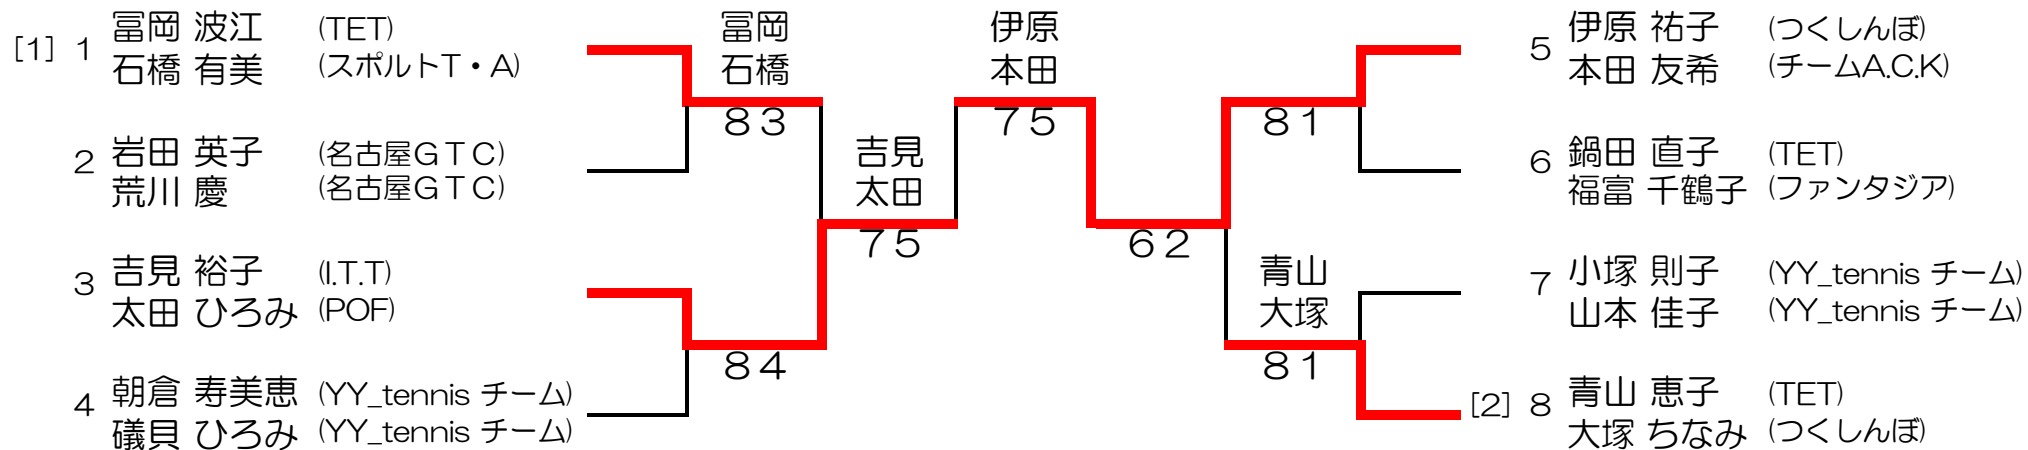 [1] 1 冨岡 波江 (TET)
石橋 有美 (スポルトT・A)
2 岩田 英子 (名古屋GTC)
荒川 慶 (名古屋GTC)
3 吉見 裕子 (I.T.T)
太田 ひろみ (POF)
4 朝倉 寿美恵 (YY_tennis チーム)
礒貝 ひろみ (YY_tennis チーム)
冨岡
石橋
83
84
吉見
太田
75
伊原
本田
75
62
81
青山
大塚
81
5 伊原 祐子 (つくしんぼ)
本田 友希 (チームA.C.K)
6 鍋田 直子 (TET)
福富 千鶴子 (ファンタジア)
7 小塚 則子 (YY_tennis チーム)
山本 佳子 (YY_tennis チーム)
[2] 8 青山 恵子 (TET)
大塚 ちなみ (つくしんぼ)